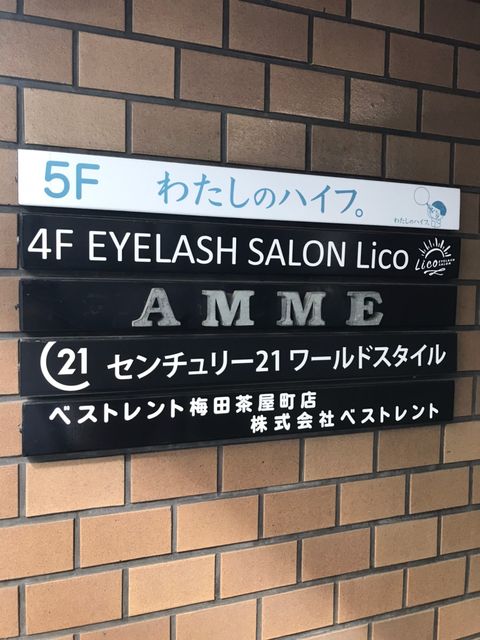 5F わたしのハイフ。 わたしのハイフ。
4F EYELASH SALON Lico Lico
AMME
21 センチュリー21 ワールドスタイル
ベストレント梅田茶屋町店
株式会社ベストレント